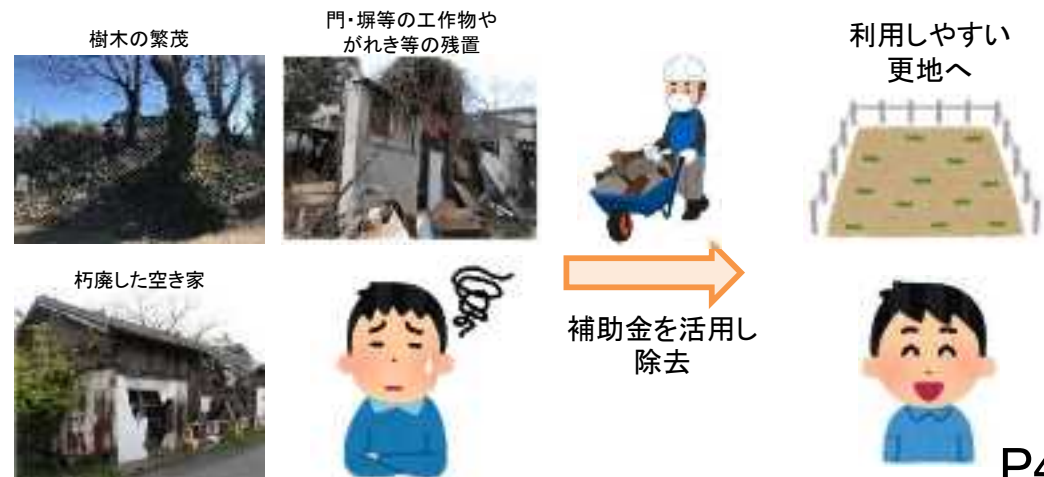 樹木の繁茂
門・塀等の工作物や
がれき等の残置
利用しやすい
更地へ
朽廃した空き家
補助金を活用し
除去
P4